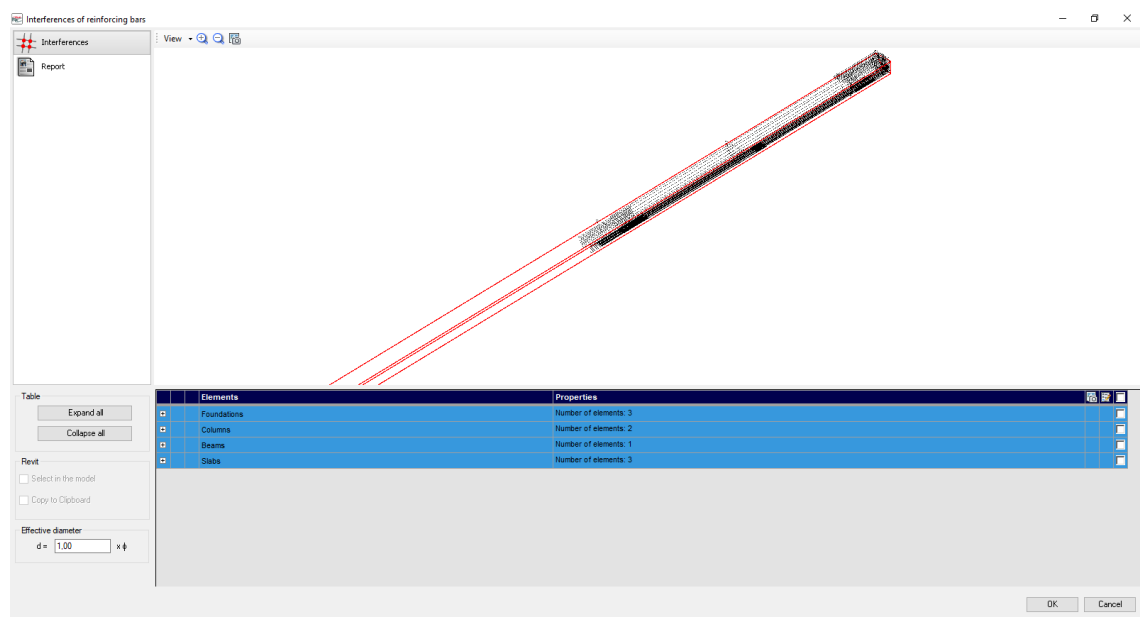 Interferences of reinforcing bars
Interferences
Report
View
Table
Expand all
Collapse all
Revit
Select in the model
Copy to Clipboard
Effective diameter
d = 1,00 x ϕ
Elements Properties
Foundations Number of elements: 3
Columns Number of elements: 2
Beams Number of elements: 1
Slabs Number of elements: 3
OK Cancel